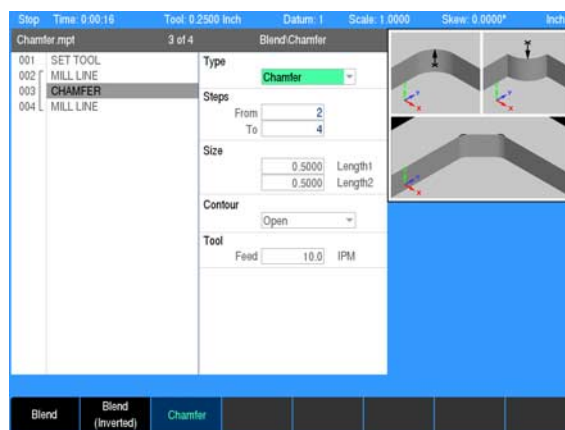 Stop Time: 0:00:16 Tool: 0.2500 Inch Datum: 1 Scale: 1.0000 Skew: 0.0000° Inch
Chamfer.mpt 3 of 4 Blend\Chamfer
001 SET TOOL
002 MILL LINE
003 CHAMFER
004 MILL LINE
Type
Chamfer
Steps
From 2
To 4
Size
0.5000 Length1
0.5000 Length2
Contour
Open
Tool
Feed 10.0 IPM
Y
X
Y
X
Y
X
Blend Blend (Inverted) Chamfer